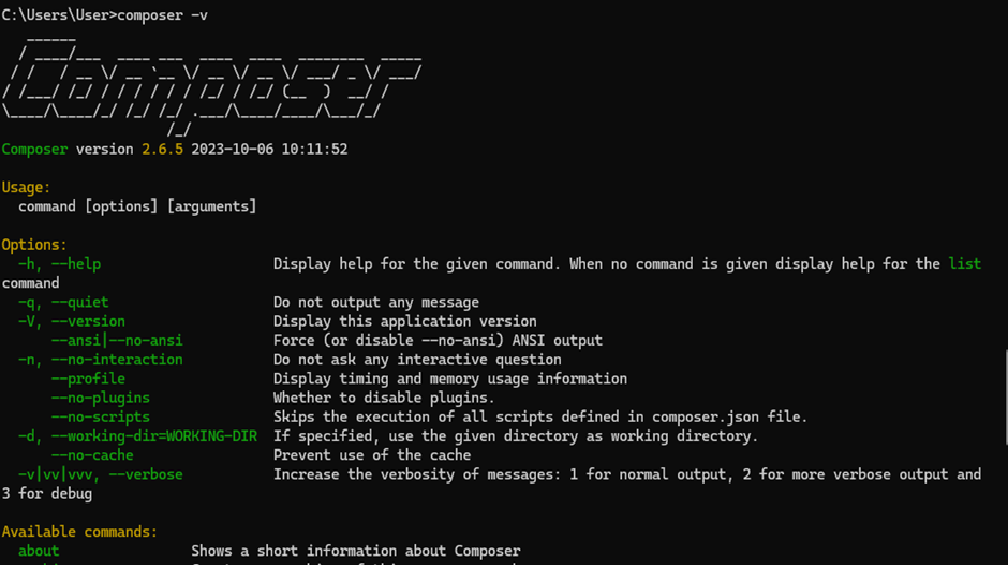 C:\Users\User>composer -v
   ______
  / ____/___  ____ ___  ____  ____  ________  _____
 / /   / __ \/ __ `__ \/ __ \/ __ \/ ___/ _ \/ ___/
/ /___/ /_/ / / / / / / /_/ / /_/ (__  )  __/ /
\____/\____/_/ /_/ /_/ .___/\____/____/\___/_/
                    /_/
Composer version 2.6.5 2023-10-06 10:11:52
Usage:
  command [options] [arguments]
Options:
  -h, --help                     Display help for the given command. When no command is given display help for the list
command
  -q, --quiet                    Do not output any message
  -V, --version                  Display this application version
      --ansi|--no-ansi           Force (or disable --no-ansi) ANSI output
  -n, --no-interaction           Do not ask any interactive question
      --profile                  Display timing and memory usage information
      --no-plugins               Whether to disable plugins.
      --no-scripts               Skips the execution of all scripts defined in composer.json file.
  -d, --working-dir=WORKING-DIR  If specified, use the given directory as working directory.
      --no-cache                 Prevent use of the cache
  -v|vv|vvv, --verbose           Increase the verbosity of messages: 1 for normal output, 2 for more verbose output and
3 for debug
Available commands:
  about                Shows a short information about Composer